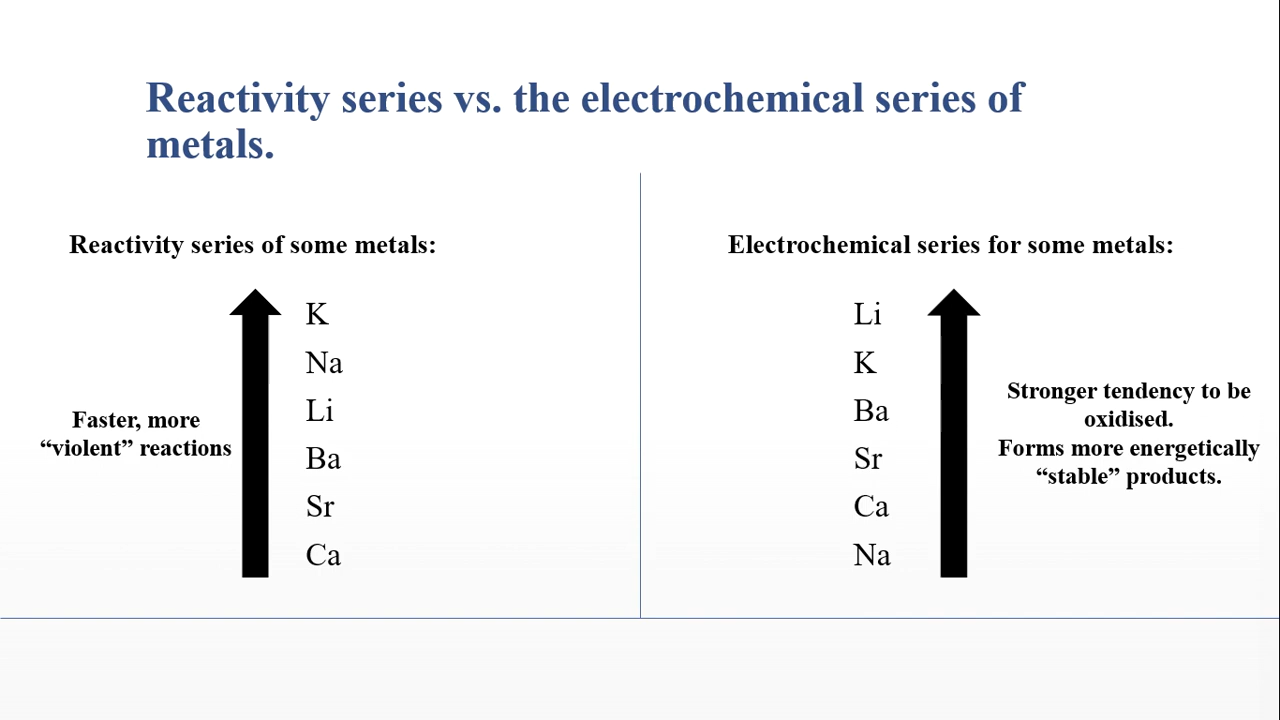 Reactivity series vs. the electrochemical series of
metals.
Reactivity series of some metals:
K
Na
Li
Ba
Sr
Ca
Faster, more
“violent” reactions
Electrochemical series for some metals:
Li
K
Ba
Sr
Ca
Na
Stronger tendency to be
oxidised.
Forms more energetically
“stable” products.